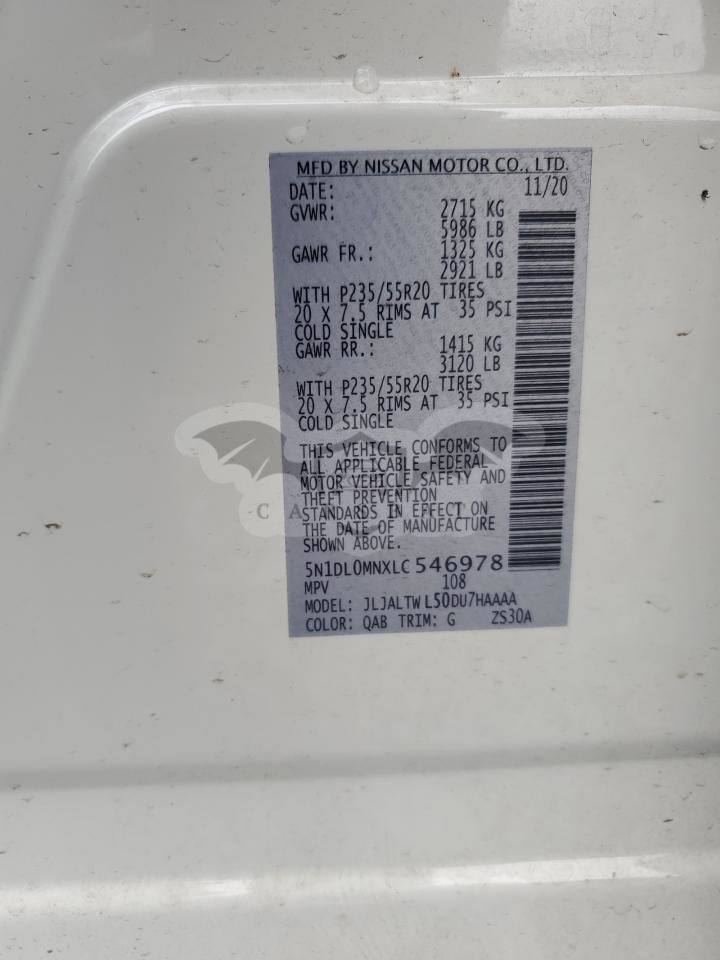 MFD BY NISSAN MOTOR CO., LTD.
DATE: 11/20
GVWR: 2715 KG
5986 LB
GAWR FR.: 1325 KG
2921 LB
WITH P235/55R20 TIRES
20 X 7.5 RIMS AT 35 PSI
COLD SINGLE
GAWR RR.: 1415 KG
3120 LB
WITH P235/55R20 TIRES
20 X 7.5 RIMS AT 35 PSI
COLD SINGLE
THIS VEHICLE CONFORMS TO
ALL APPLICABLE FEDERAL
MOTOR VEHICLE SAFETY AND
THEFT PREVENTION
STANDARDS IN EFFECT ON
THE DATE OF MANUFACTURE
SHOWN ABOVE.
5N1DL0MNXLC546978
MPV 108
MODEL: JLJALTWL50DU7HAAAA
COLOR: QAB TRIM: G ZS30A